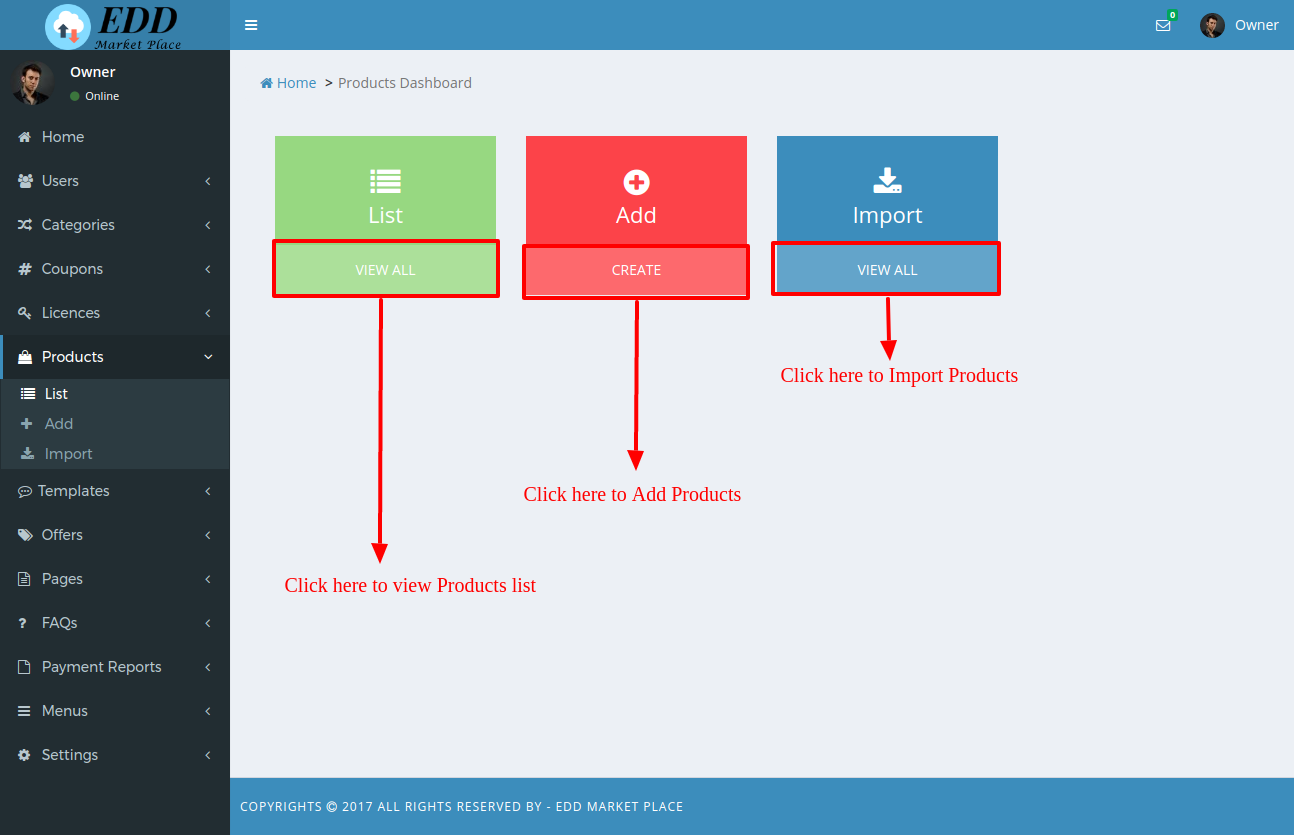 EDD
Market Place
0
Owner
Owner
Online
Home > Products Dashboard
Home
Users
Categories
Coupons
Licences
Products
List
Add
Import
Templates
Offers
Pages
FAQs
Payment Reports
Menus
Settings
List
VIEW ALL
Add
CREATE
Import
VIEW ALL
Click here to Import Products
Click here to Add Products
Click here to view Products list
COPYRIGHTS © 2017 ALL RIGHTS RESERVED BY - EDD MARKET PLACE